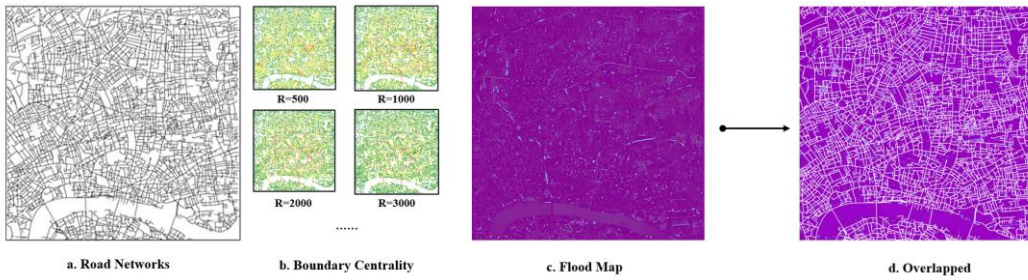 R=500
R=1000
R=2000
R=3000
......
a. Road Networks
b. Boundary Centrality
c. Flood Map
d. Overlapped